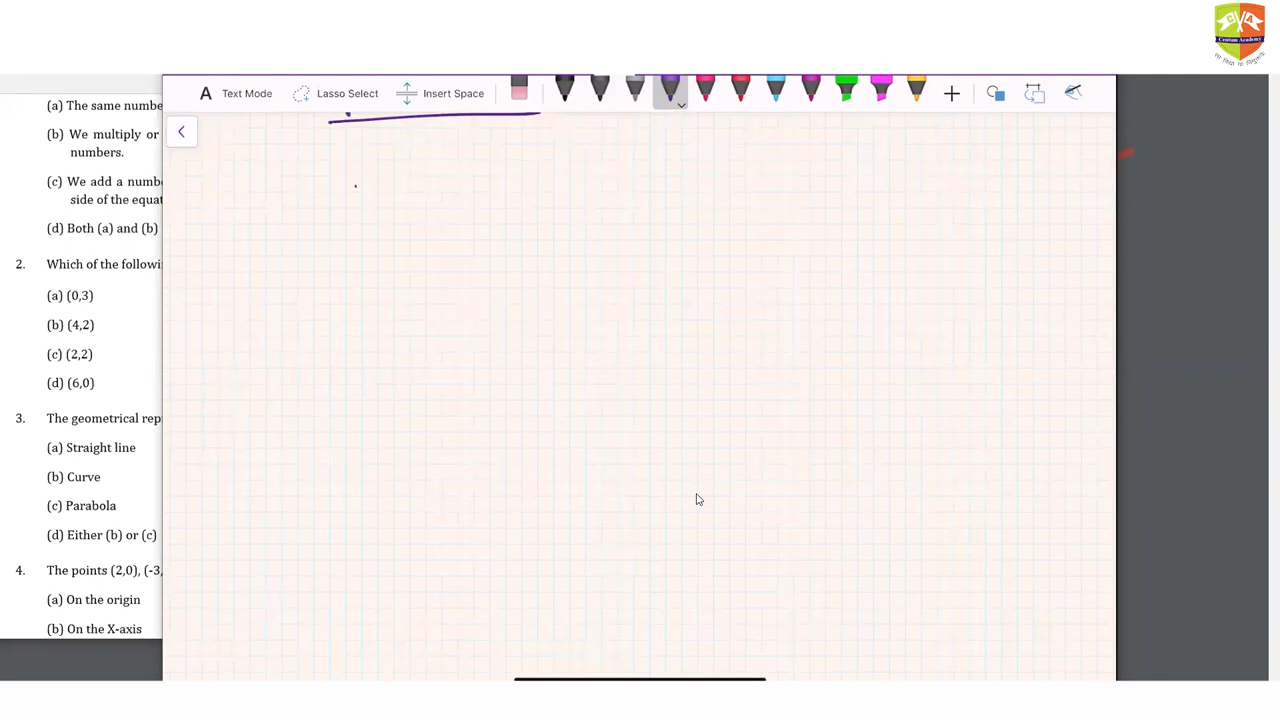 Centum Academy
Text Mode
Lasso Select
Insert Space
(a) The same numbe
(b) We multiply or
numbers.
(c) We add a numbe
side of the equat
(d) Both (a) and (b)
2. Which of the followi
(a) (0,3)
(b) (4,2)
(c) (2,2)
(d) (6,0)
3. The geometrical rep
(a) Straight line
(b) Curve
(c) Parabola
(d) Either (b) or (c)
4. The points (2,0), (-3,
(a) On the origin
(b) On the X-axis